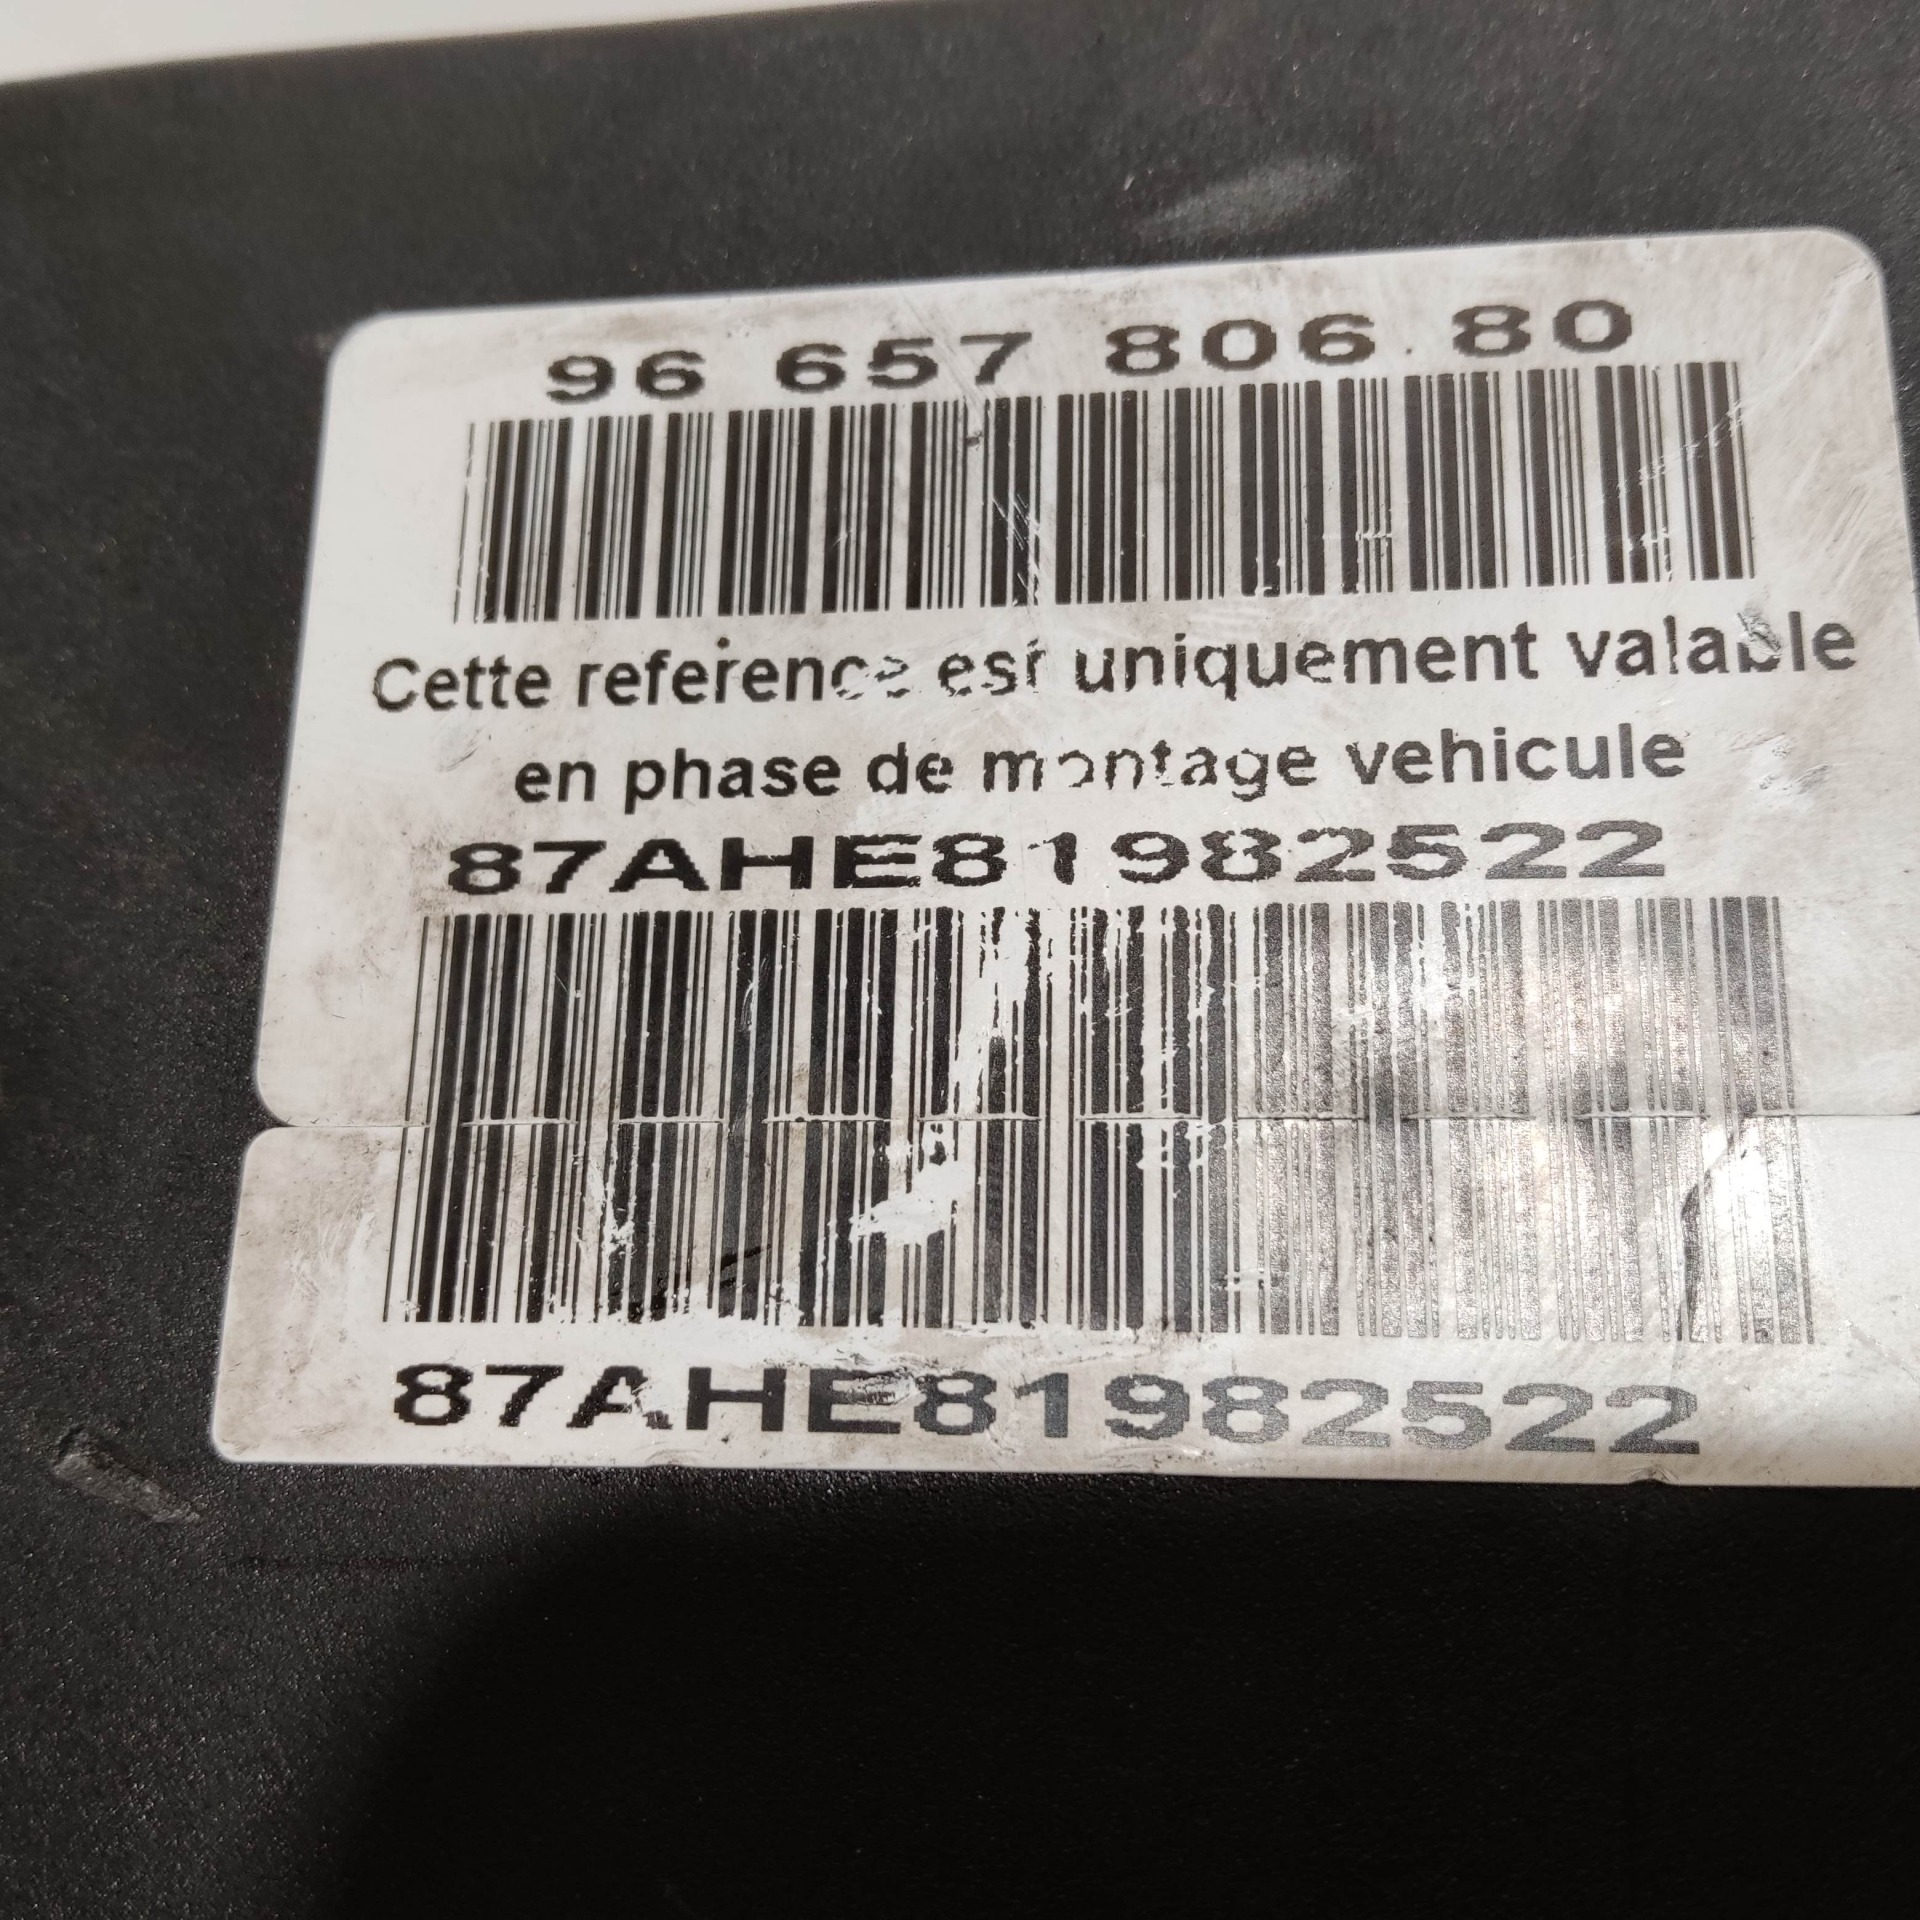 96 657 806 80
Cette reference est uniquement valable
en phase de montage vehicule
87AHE81982522
87AHE81982522